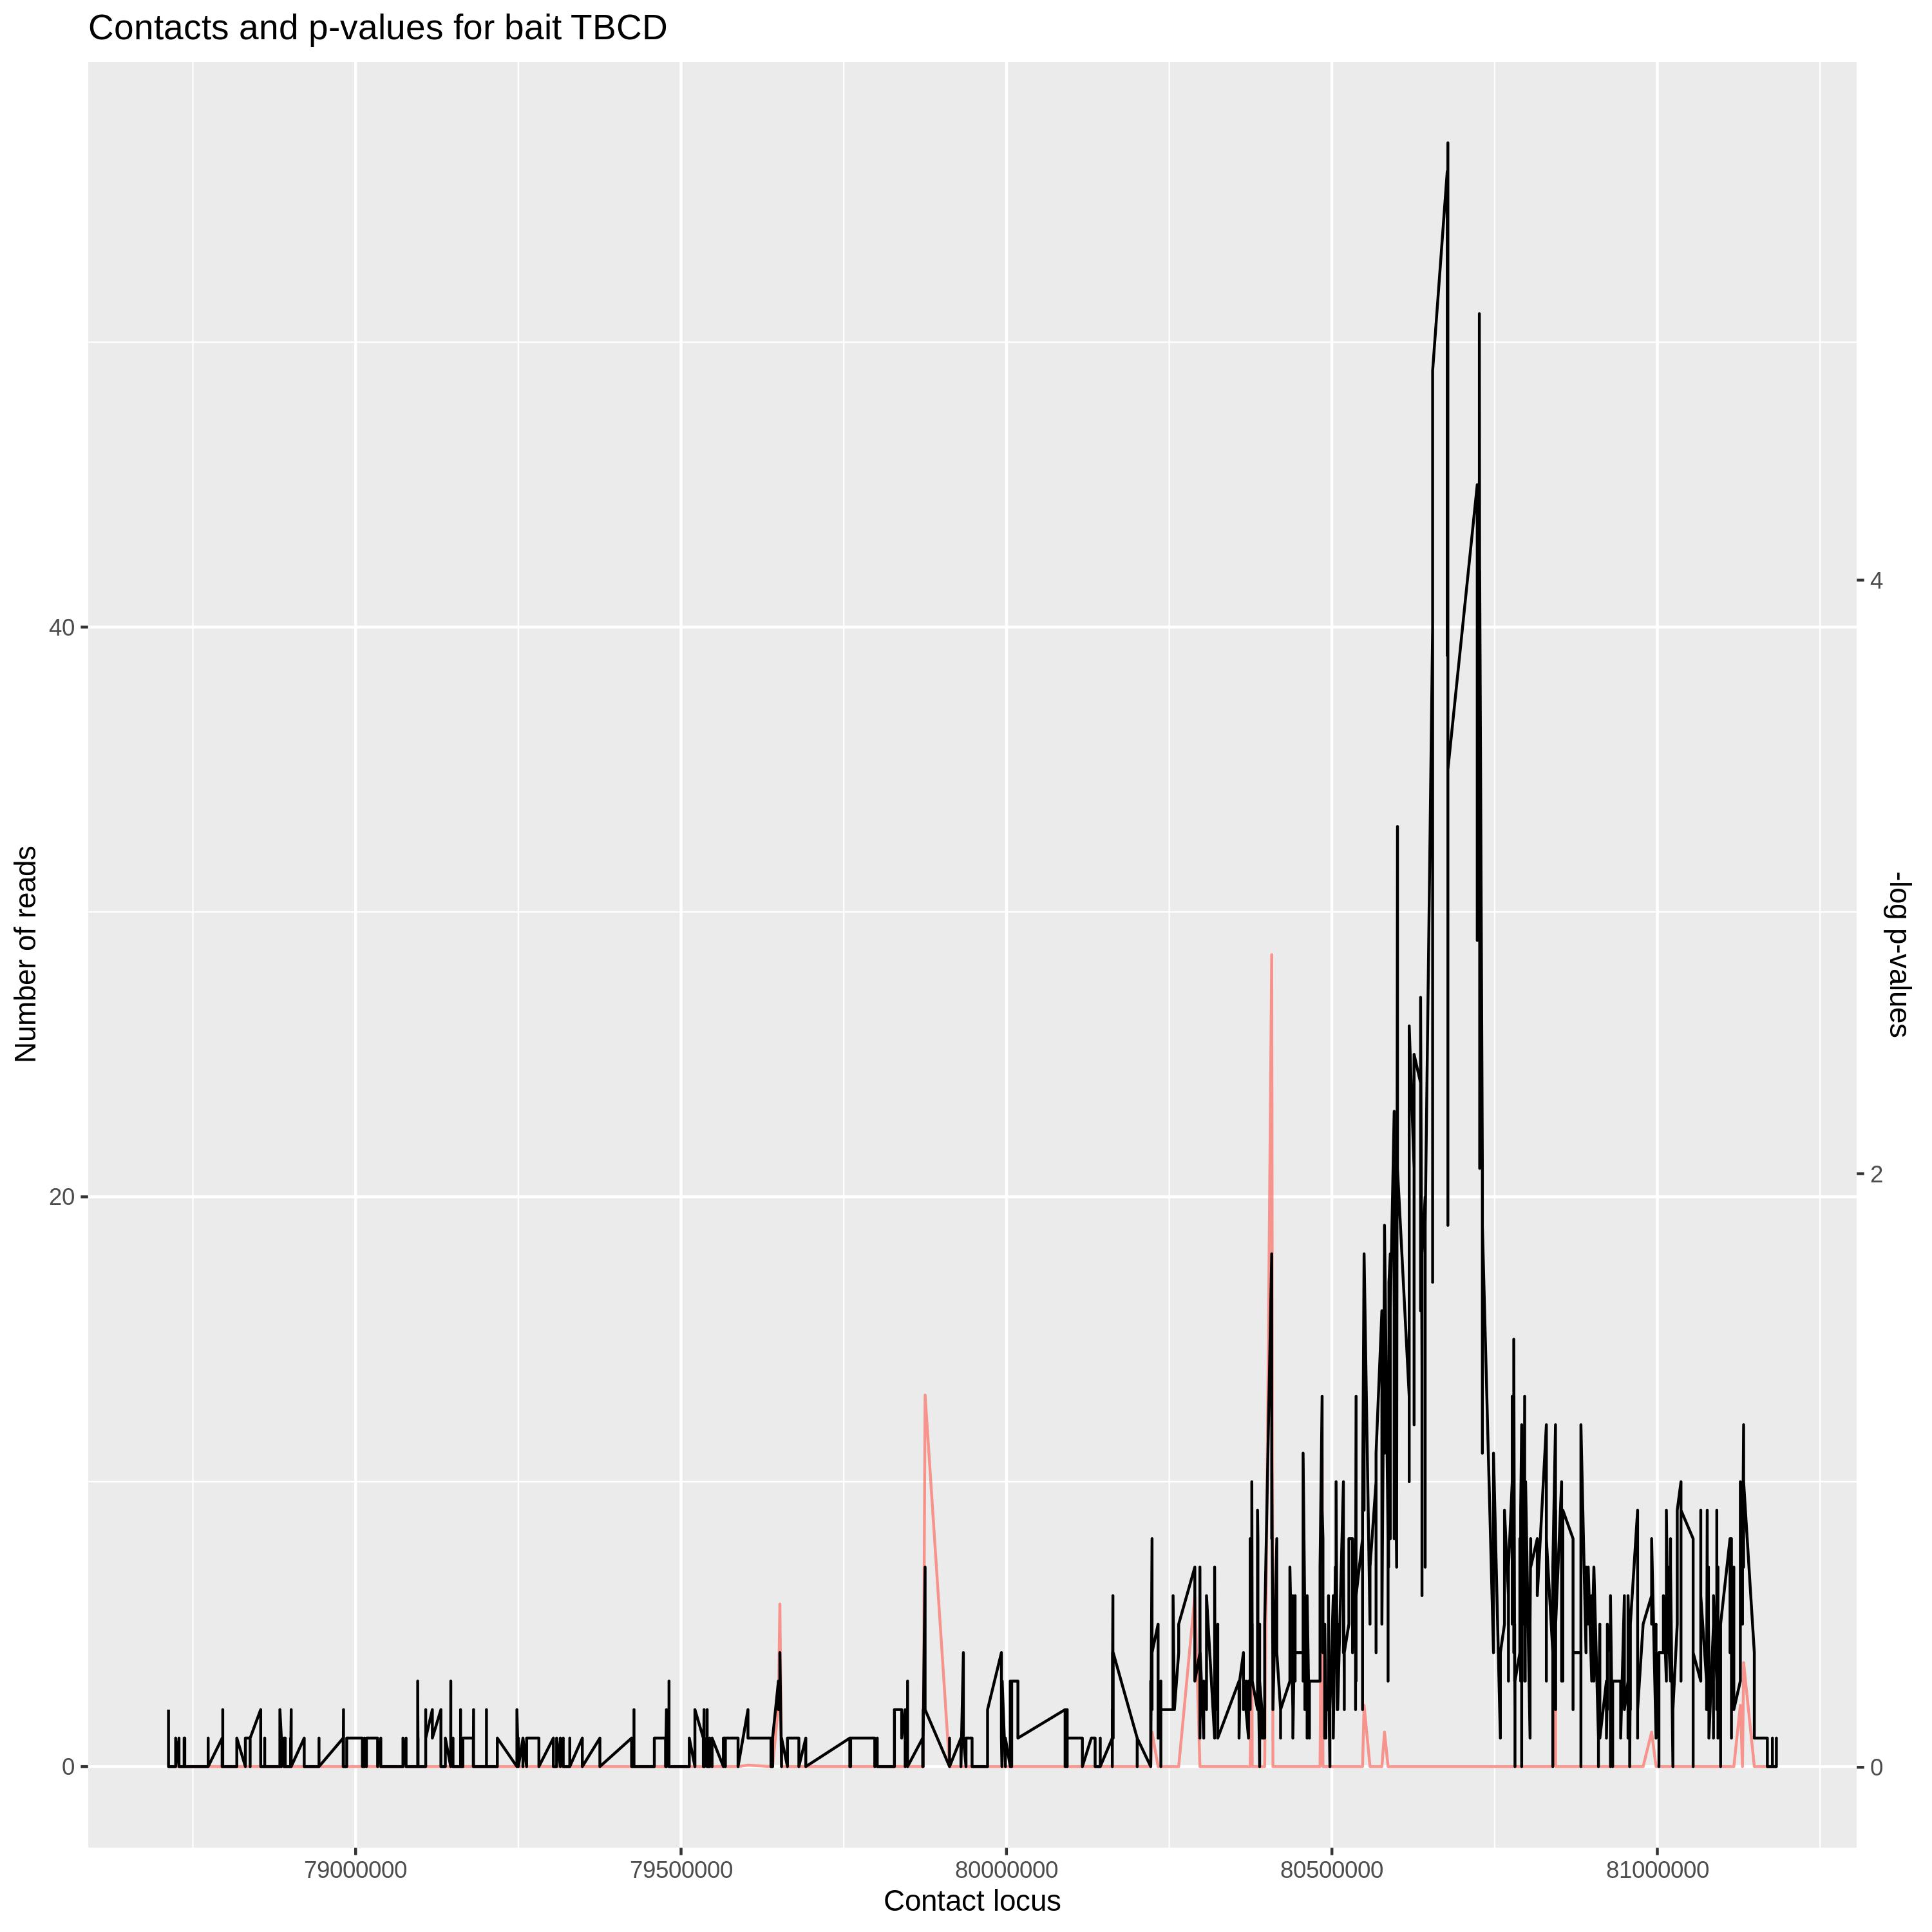 Contacts and p-values for bait TBCD
Number of reads
40
20
0
4
2
0
-log p-values
79000000
79500000
80000000
80500000
81000000
Contact locus